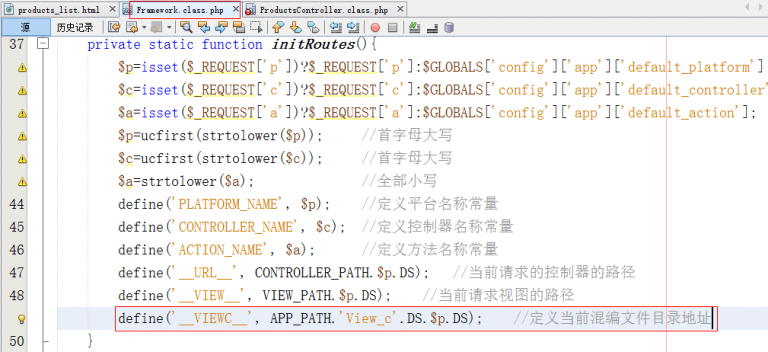 products_list.html Framework.class.php ProductsController.class.php
源 历史记录
37 private static function initRoutes(){
$p=isset($_REQUEST['p'])?$_REQUEST['p']:$GLOBALS['config']['app']['default_platform']
$c=isset($_REQUEST['c'])?$_REQUEST['c']:$GLOBALS['config']['app']['default_controller'
$a=isset($_REQUEST['a'])?$_REQUEST['a']:$GLOBALS['config']['app']['default_action'];
$p=ucfirst(strtolower($p)); //首字母大写
$c=ucfirst(strtolower($c)); //首字母大写
$a=strtolower($a); //全部小写
44 define('PLATFORM_NAME', $p); //定义平台名称常量
45 define('CONTROLLER_NAME', $c); //定义控制器名称常量
46 define('ACTION_NAME', $a); //定义方法名称常量
47 define('__URL__', CONTROLLER_PATH.$p.DS); //当前请求的控制器的路径
48 define('__VIEW__', VIEW_PATH.$p.DS); //当前请求视图的路径
define('__VIEWC__', APP_PATH.'View_c'.DS.$p.DS); //定义当前混编文件目录地址
50 }